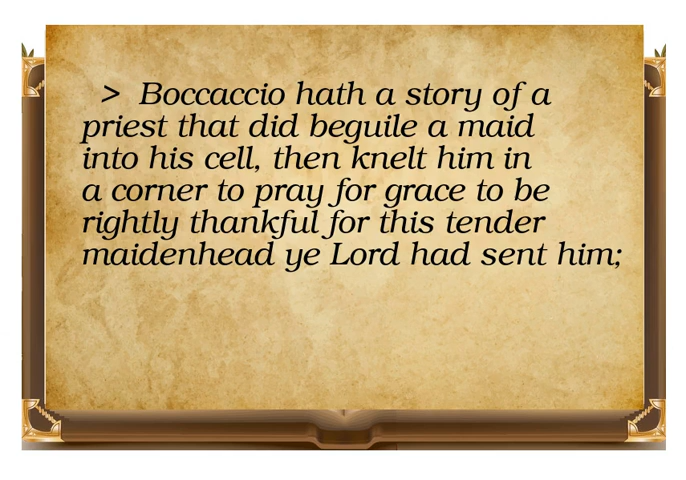 > Boccaccio hath a story of a
priest that did beguile a maid
into his cell, then knelt him in
a corner to pray for grace to be
rightly thankful for this tender
maidenhead ye Lord had sent him;